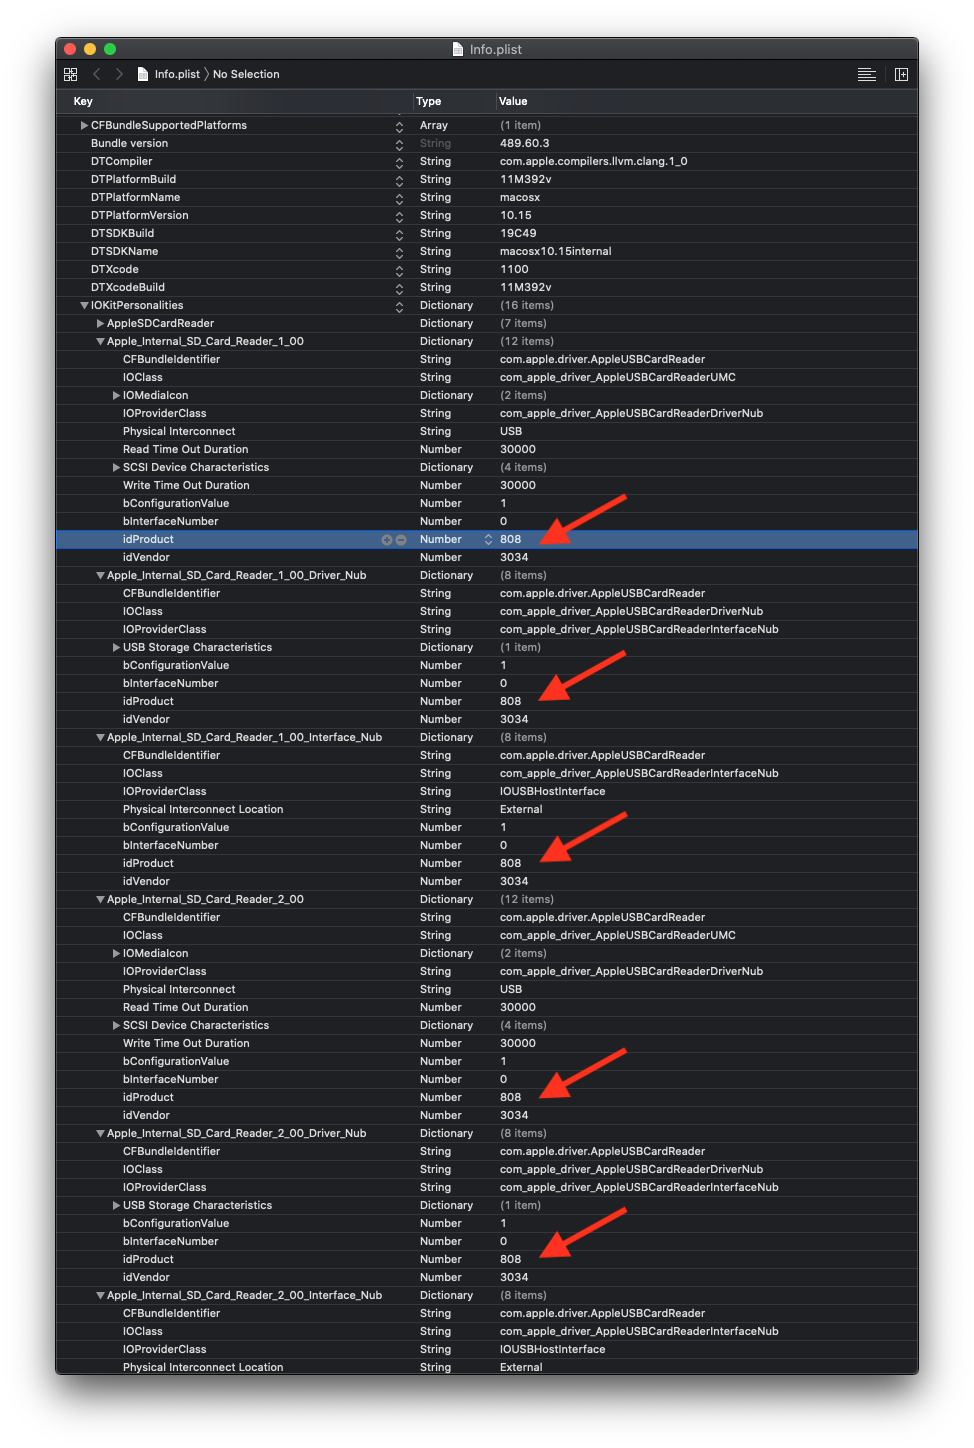 Info.plist
Info.plist No Selection
Key Type Value
CFBundleSupportedPlatforms Array (1 item)
Bundle version String 489.60.3
DTCompiler String com.apple.compilers.llvm.clang.1_0
DTPlatformBuild String 11M392v
DTPlatformName String macosx
DTPlatformVersion String 10.15
DTSDKBuild String 19C49
DTSDKName String macosx10.15internal
DTXcode String 1100
DTXcodeBuild String 11M392v
IOKitPersonalities Dictionary (16 items)
AppleSDCardReader Dictionary (7 items)
Apple_Internal_SD_Card_Reader_1_00 Dictionary (12 items)
CFBundleIdentifier String com.apple.driver.AppleUSBCardReader
IOClass String com_apple_driver_AppleUSBCardReaderUMC
IOMediaIcon Dictionary (2 items)
IOProviderClass String com_apple_driver_AppleUSBCardReaderDriverNub
Physical Interconnect String USB
Read Time Out Duration Number 30000
SCSI Device Characteristics Dictionary (4 items)
Write Time Out Duration Number 30000
bConfigurationValue Number 1
bInterfaceNumber Number 0
idProduct Number 808
idVendor Number 3034
Apple_Internal_SD_Card_Reader_1_00_Driver_Nub Dictionary (8 items)
CFBundleIdentifier String com.apple.driver.AppleUSBCardReader
IOClass String com_apple_driver_AppleUSBCardReaderDriverNub
IOProviderClass String com_apple_driver_AppleUSBCardReaderInterfaceNub
USB Storage Characteristics Dictionary (1 item)
bConfigurationValue Number 1
bInterfaceNumber Number 0
idProduct Number 808
idVendor Number 3034
Apple_Internal_SD_Card_Reader_1_00_Interface_Nub Dictionary (8 items)
CFBundleIdentifier String com.apple.driver.AppleUSBCardReader
IOClass String com_apple_driver_AppleUSBCardReaderInterfaceNub
IOProviderClass String IOUSBHostInterface
Physical Interconnect Location String External
bConfigurationValue Number 1
bInterfaceNumber Number 0
idProduct Number 808
idVendor Number 3034
Apple_Internal_SD_Card_Reader_2_00 Dictionary (12 items)
CFBundleIdentifier String com.apple.driver.AppleUSBCardReader
IOClass String com_apple_driver_AppleUSBCardReaderUMC
IOMediaIcon Dictionary (2 items)
IOProviderClass String com_apple_driver_AppleUSBCardReaderDriverNub
Physical Interconnect String USB
Read Time Out Duration Number 30000
SCSI Device Characteristics Dictionary (4 items)
Write Time Out Duration Number 30000
bConfigurationValue Number 1
bInterfaceNumber Number 0
idProduct Number 808
idVendor Number 3034
Apple_Internal_SD_Card_Reader_2_00_Driver_Nub Dictionary (8 items)
CFBundleIdentifier String com.apple.driver.AppleUSBCardReader
IOClass String com_apple_driver_AppleUSBCardReaderDriverNub
IOProviderClass String com_apple_driver_AppleUSBCardReaderInterfaceNub
USB Storage Characteristics Dictionary (1 item)
bConfigurationValue Number 1
bInterfaceNumber Number 0
idProduct Number 808
idVendor Number 3034
Apple_Internal_SD_Card_Reader_2_00_Interface_Nub Dictionary (8 items)
CFBundleIdentifier String com.apple.driver.AppleUSBCardReader
IOClass String com_apple_driver_AppleUSBCardReaderInterfaceNub
IOProviderClass String IOUSBHostInterface
Physical Interconnect Location String External